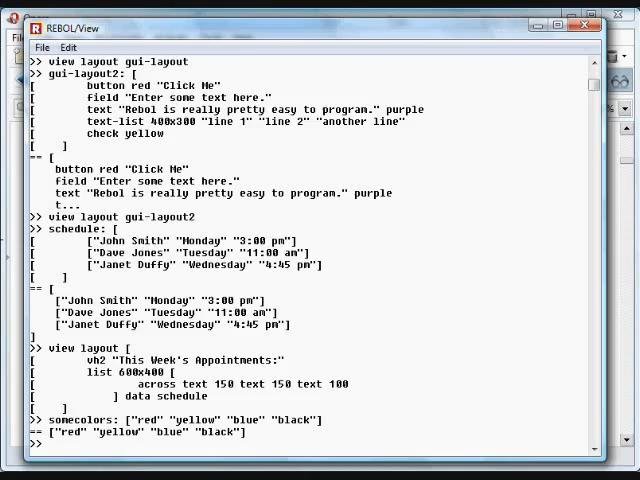 REBOL/View
File Edit
>> view layout gui-layout
>> gui-layout2: [
[        button red "Click Me"
[        field "Enter some text here."
[        text "Rebol is really pretty easy to program." purple
[        text-list 400x300 "line 1" "line 2" "another line"
[        check yellow
[    ]
== [
    button red "Click Me"
    field "Enter some text here."
    text "Rebol is really pretty easy to program." purple
    t...
>> view layout gui-layout2
>> schedule: [
[        ["John Smith" "Monday" "3:00 pm"]
[        ["Dave Jones" "Tuesday" "11:00 am"]
[        ["Janet Duffy" "Wednesday" "4:45 pm"]
[    ]
== [
    ["John Smith" "Monday" "3:00 pm"]
    ["Dave Jones" "Tuesday" "11:00 am"]
    ["Janet Duffy" "Wednesday" "4:45 pm"]
]
>> view layout [
[        vh2 "This Week's Appointments:"
[        list 600x400 [
[                across text 150 text 150 text 100
[            ] data schedule
[    ]
>> somecolors: ["red" "yellow" "blue" "black"]
== ["red" "yellow" "blue" "black"]
>>